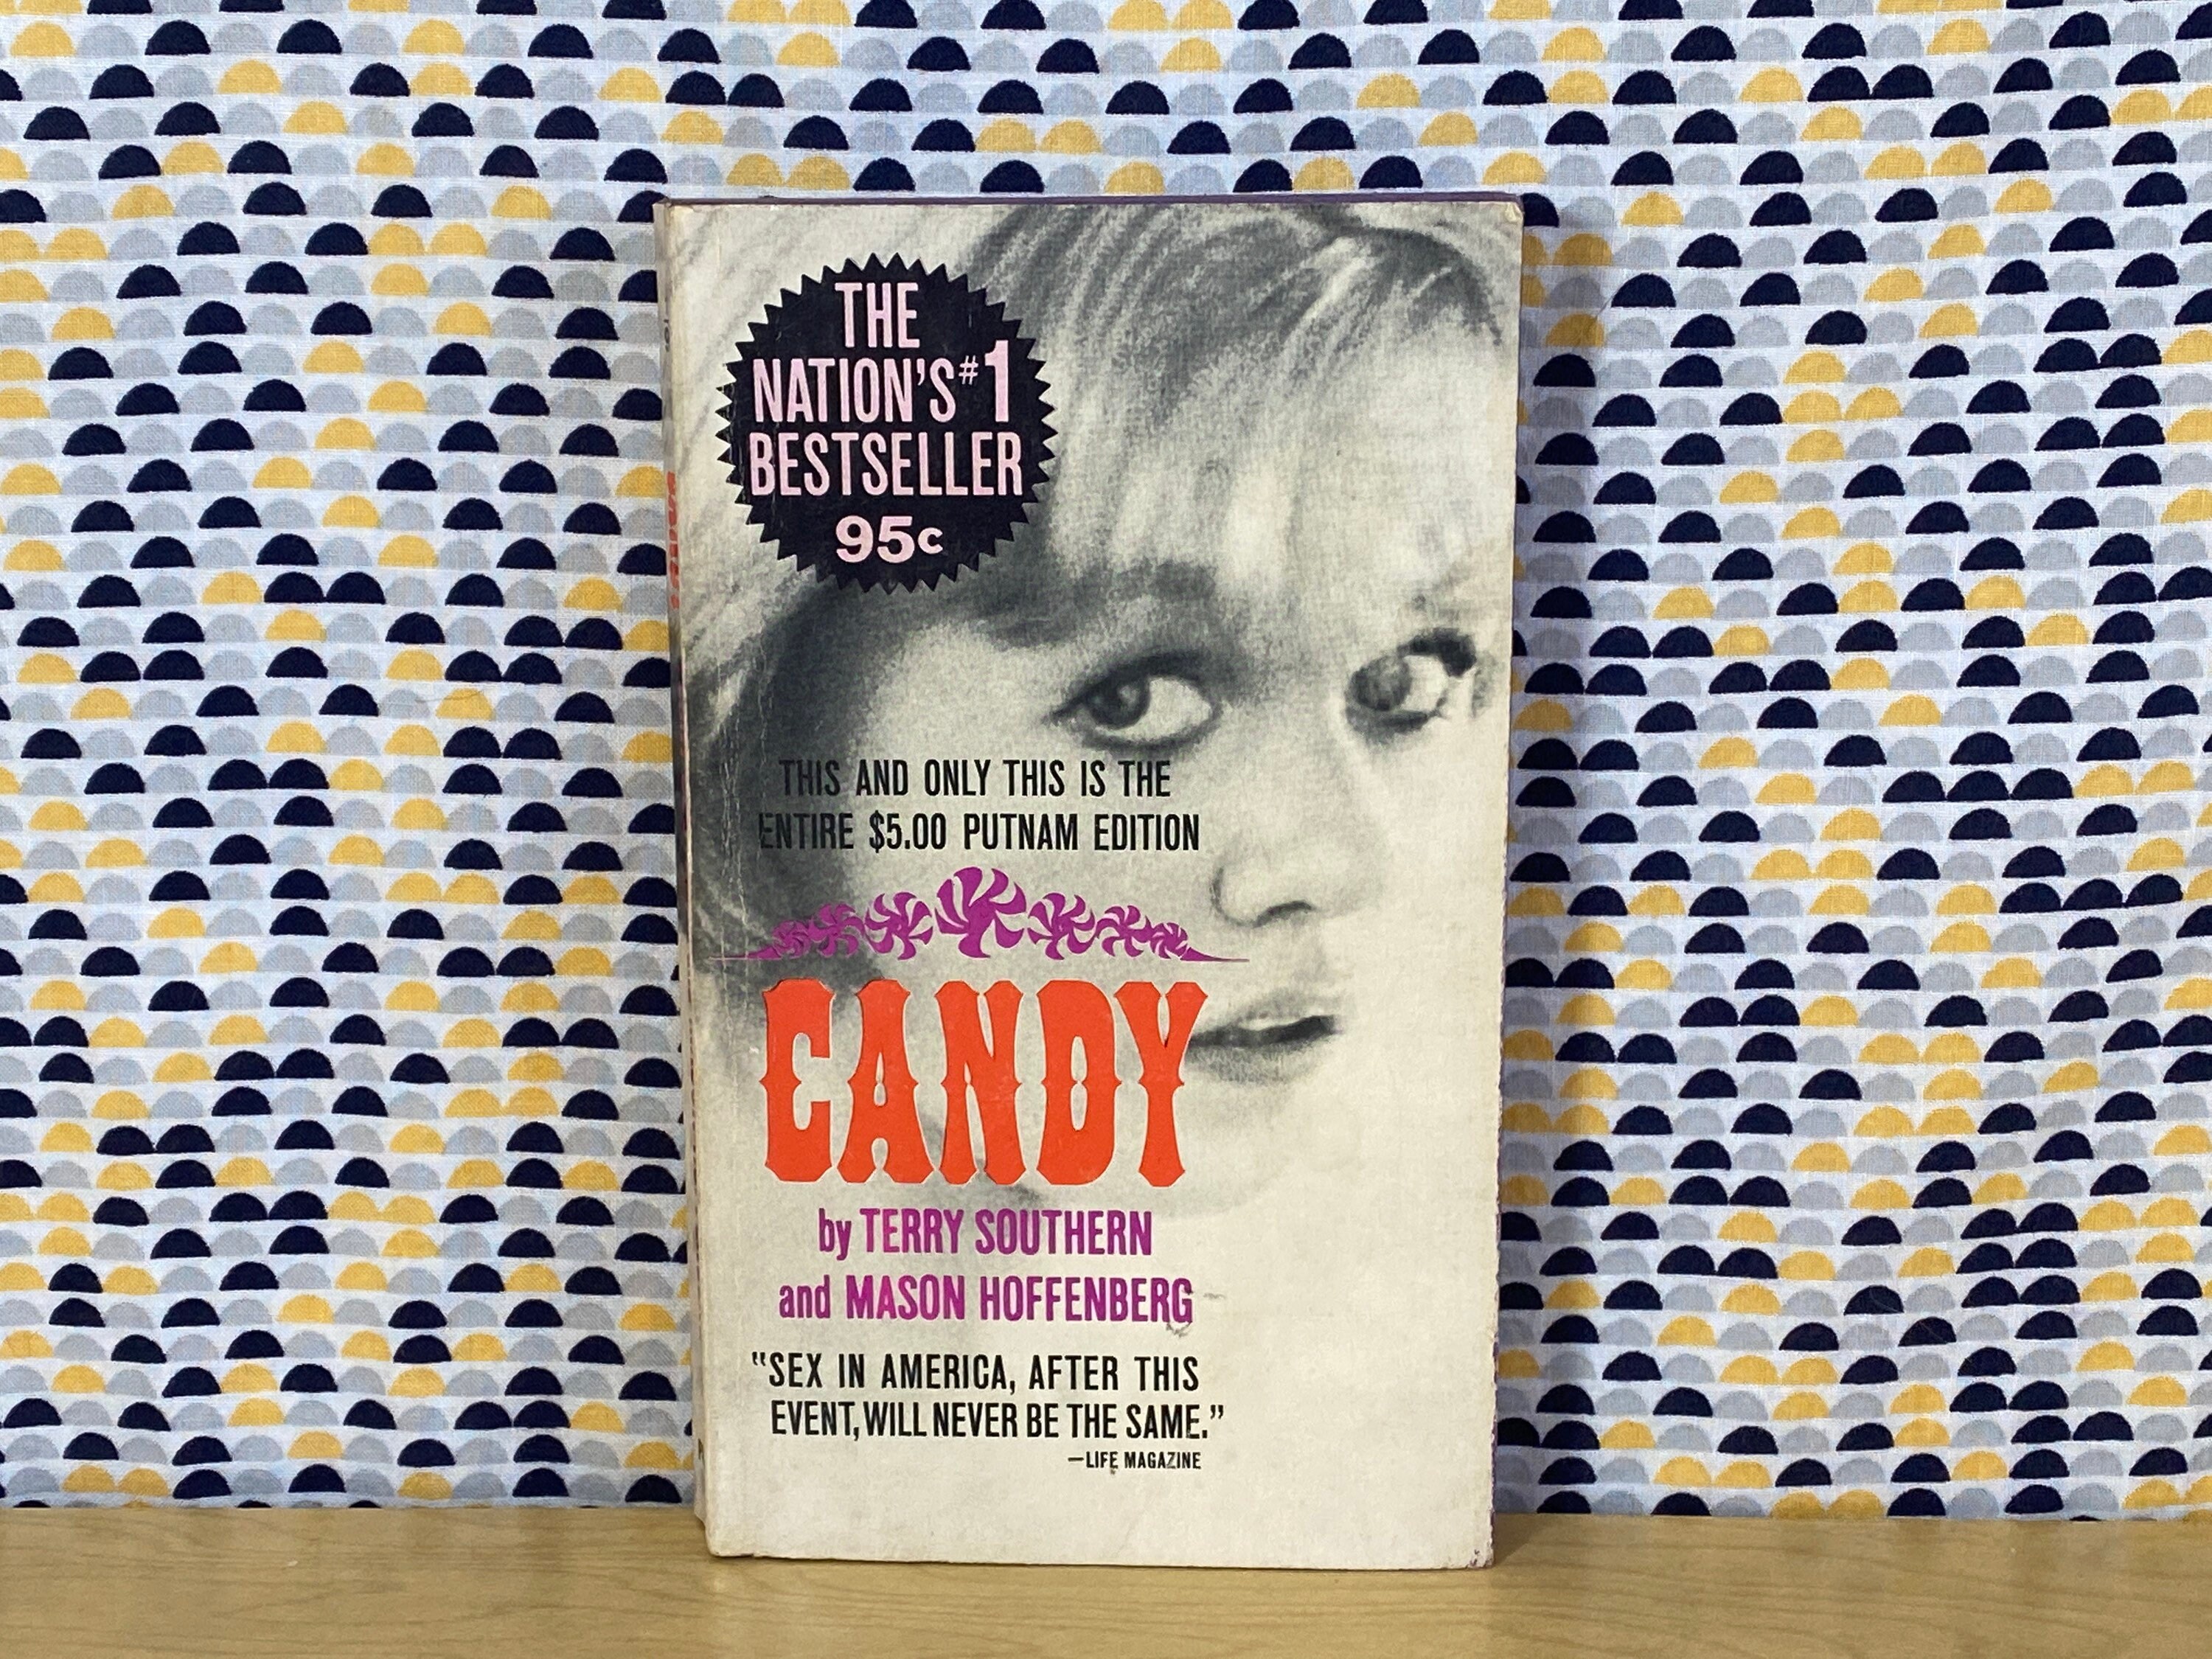 THE
NATION'S #1
BESTSELLER
95c
THIS AND ONLY THIS IS THE
ENTIRE $5.00 PUTNAM EDITION
CANDY
by TERRY SOUTHERN
and MASON HOFFENBERG
"SEX IN AMERICA, AFTER THIS
EVENT, WILL NEVER BE THE SAME."
—LIFE MAGAZINE